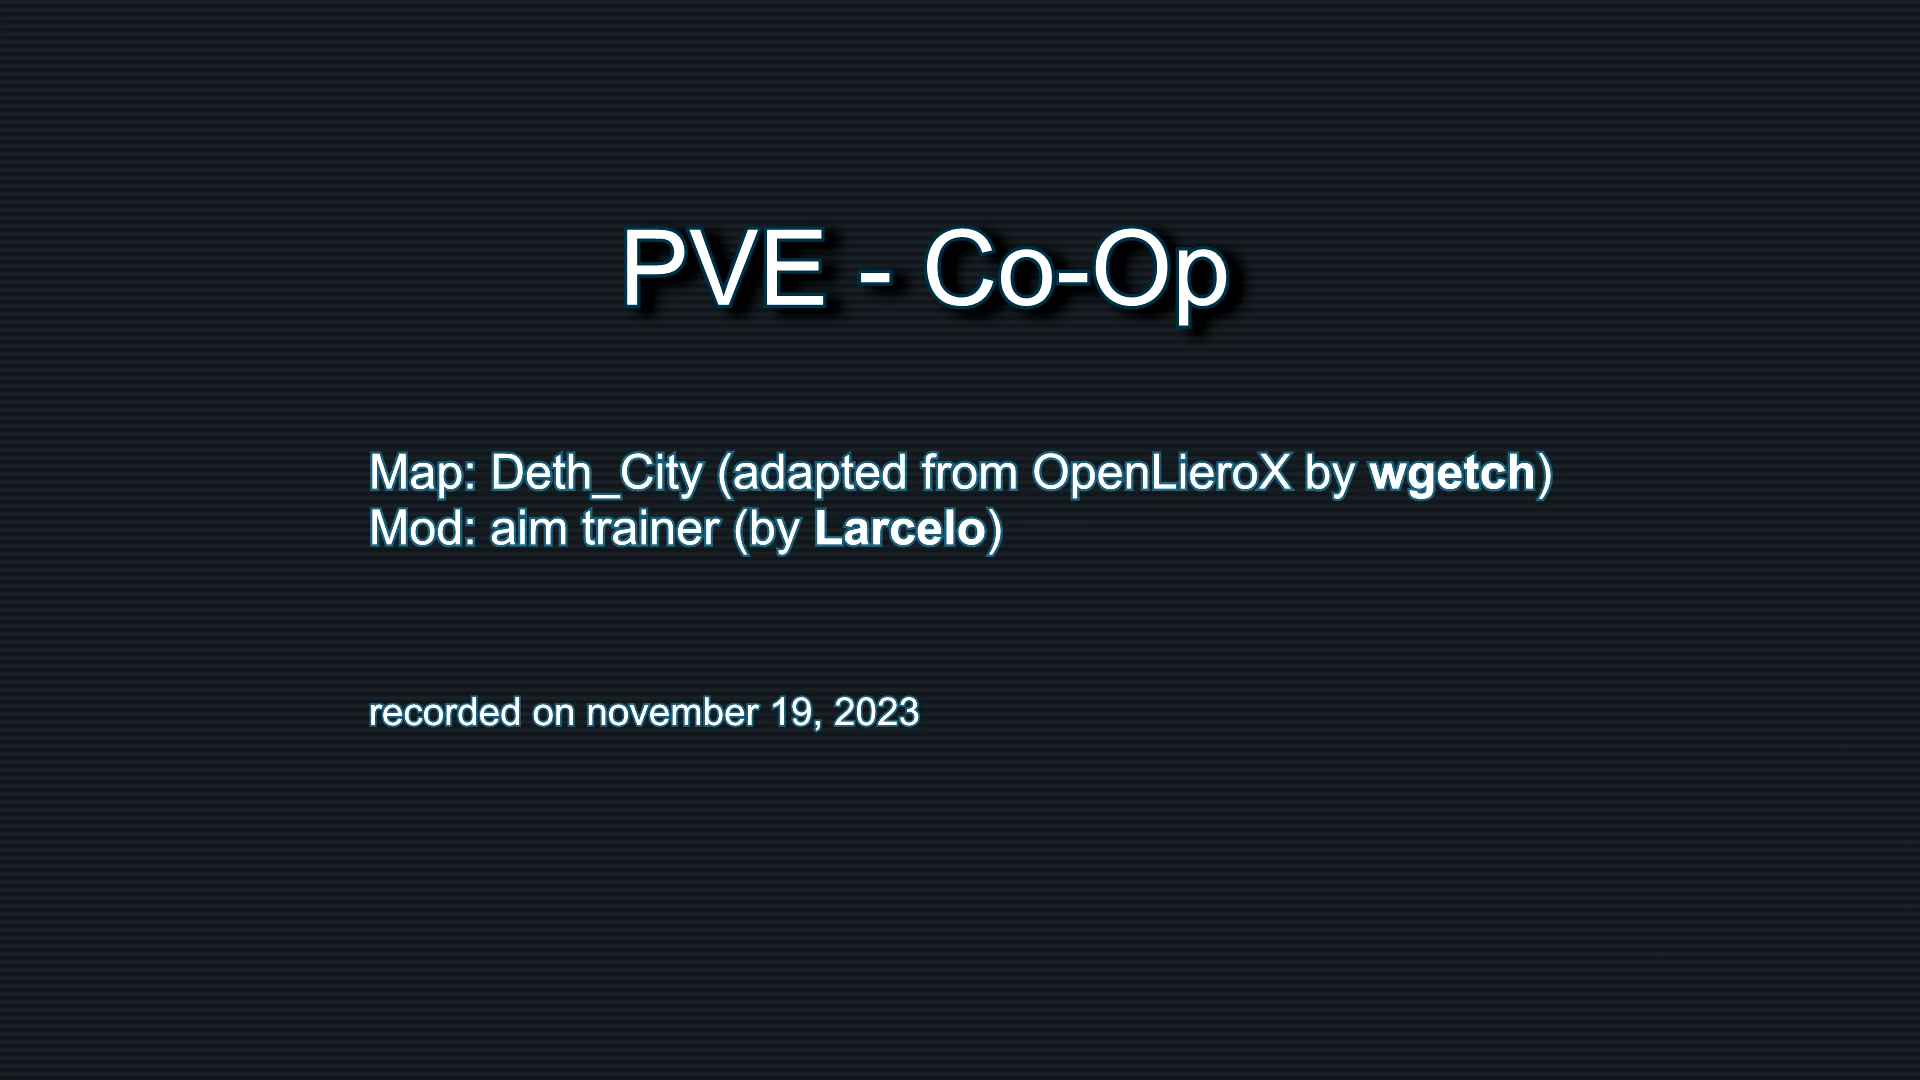 PVE - Co-Op
Map: Deth_City (adapted from OpenLieroX by wgetch)
Mod: aim trainer (by Larcelo)
recorded on november 19, 2023